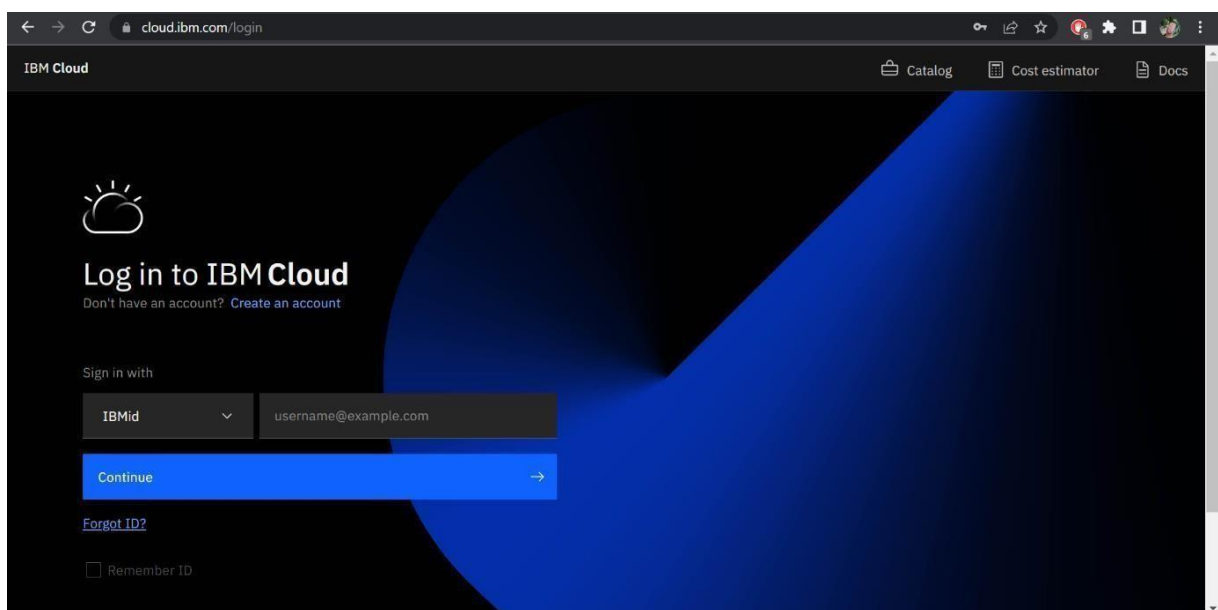 cloud.ibm.com/login
6
IBM Cloud
Catalog
Cost estimator
Docs
Log in to IBM Cloud
Don't have an account? Create an account
Sign in with
IBMid
username@example.com
Continue
Forgot ID?
Remember ID